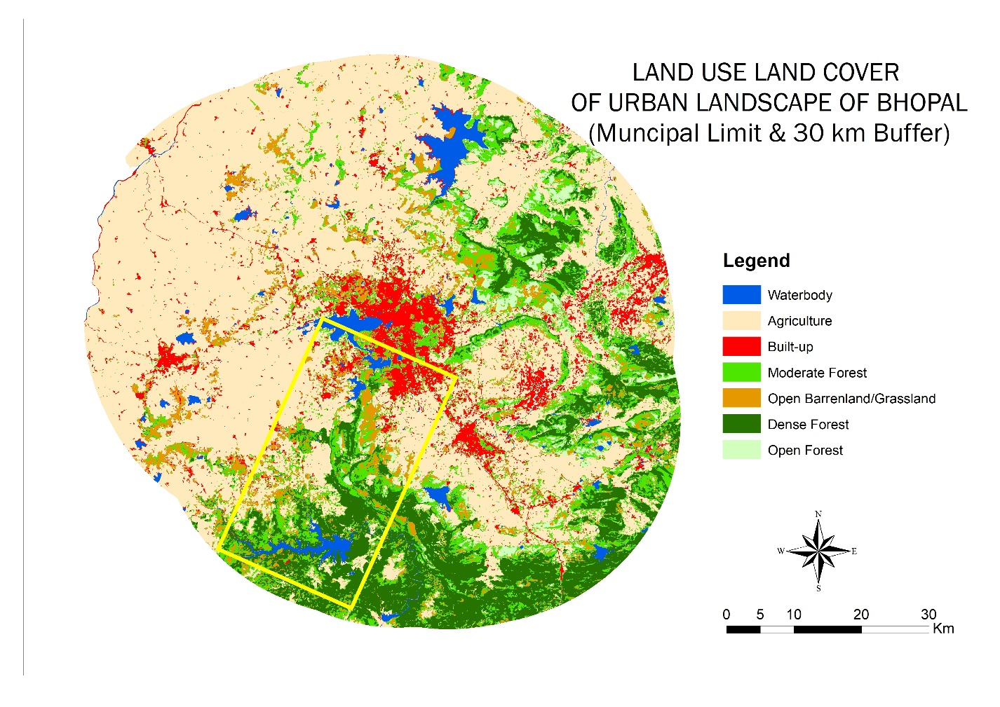 LAND USE LAND COVER
OF URBAN LANDSCAPE OF BHOPAL
(Muncipal Limit & 30 km Buffer)
Legend
Waterbody
Agriculture
Built-up
Moderate Forest
Open Barrenland/Grassland
Dense Forest
Open Forest
N
W E
S
0 5 10 20 30
Km